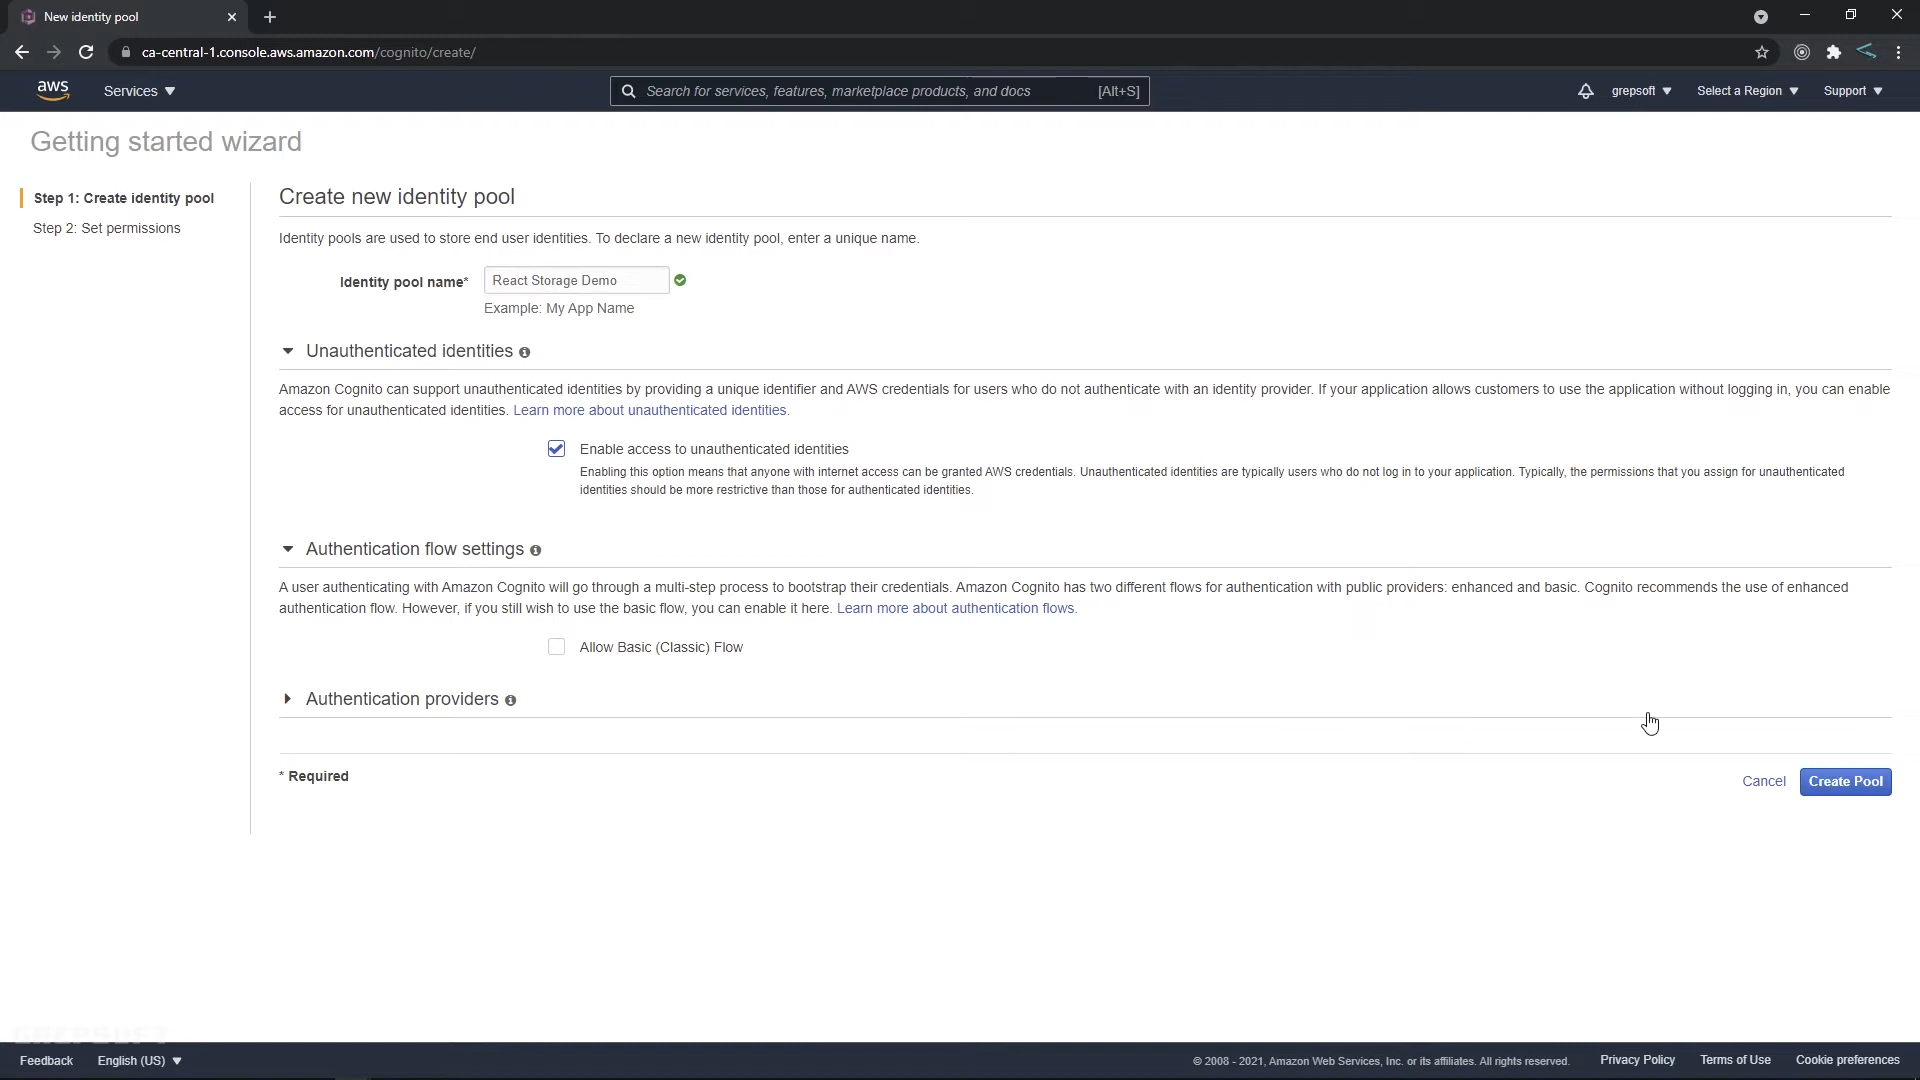 New identity pool
ca-central-1.console.aws.amazon.com/cognito/create/
aws
Services
Search for services, features, marketplace products, and docs
[Alt+S]
grepsoft
Select a Region
Support
Getting started wizard
Step 1: Create identity pool
Step 2: Set permissions
Create new identity pool
Identity pools are used to store end user identities. To declare a new identity pool, enter a unique name.
Identity pool name*
React Storage Demo
Example: My App Name
Unauthenticated identities
Amazon Cognito can support unauthenticated identities by providing a unique identifier and AWS credentials for users who do not authenticate with an identity provider. If your application allows customers to use the application without logging in, you can enable
access for unauthenticated identities. Learn more about unauthenticated identities.
Enable access to unauthenticated identities
Enabling this option means that anyone with internet access can be granted AWS credentials. Unauthenticated identities are typically users who do not log in to your application. Typically, the permissions that you assign for unauthenticated
identities should be more restrictive than those for authenticated identities.
Authentication flow settings
A user authenticating with Amazon Cognito will go through a multi-step process to bootstrap their credentials. Amazon Cognito has two different flows for authentication with public providers: enhanced and basic. Cognito recommends the use of enhanced
authentication flow. However, if you still wish to use the basic flow, you can enable it here. Learn more about authentication flows.
Allow Basic (Classic) Flow
Authentication providers
* Required
Cancel
Create Pool
GREPSOFT
Feedback
English (US)
© 2008 - 2021, Amazon Web Services, Inc. or its affiliates. All rights reserved.
Privacy Policy
Terms of Use
Cookie preferences